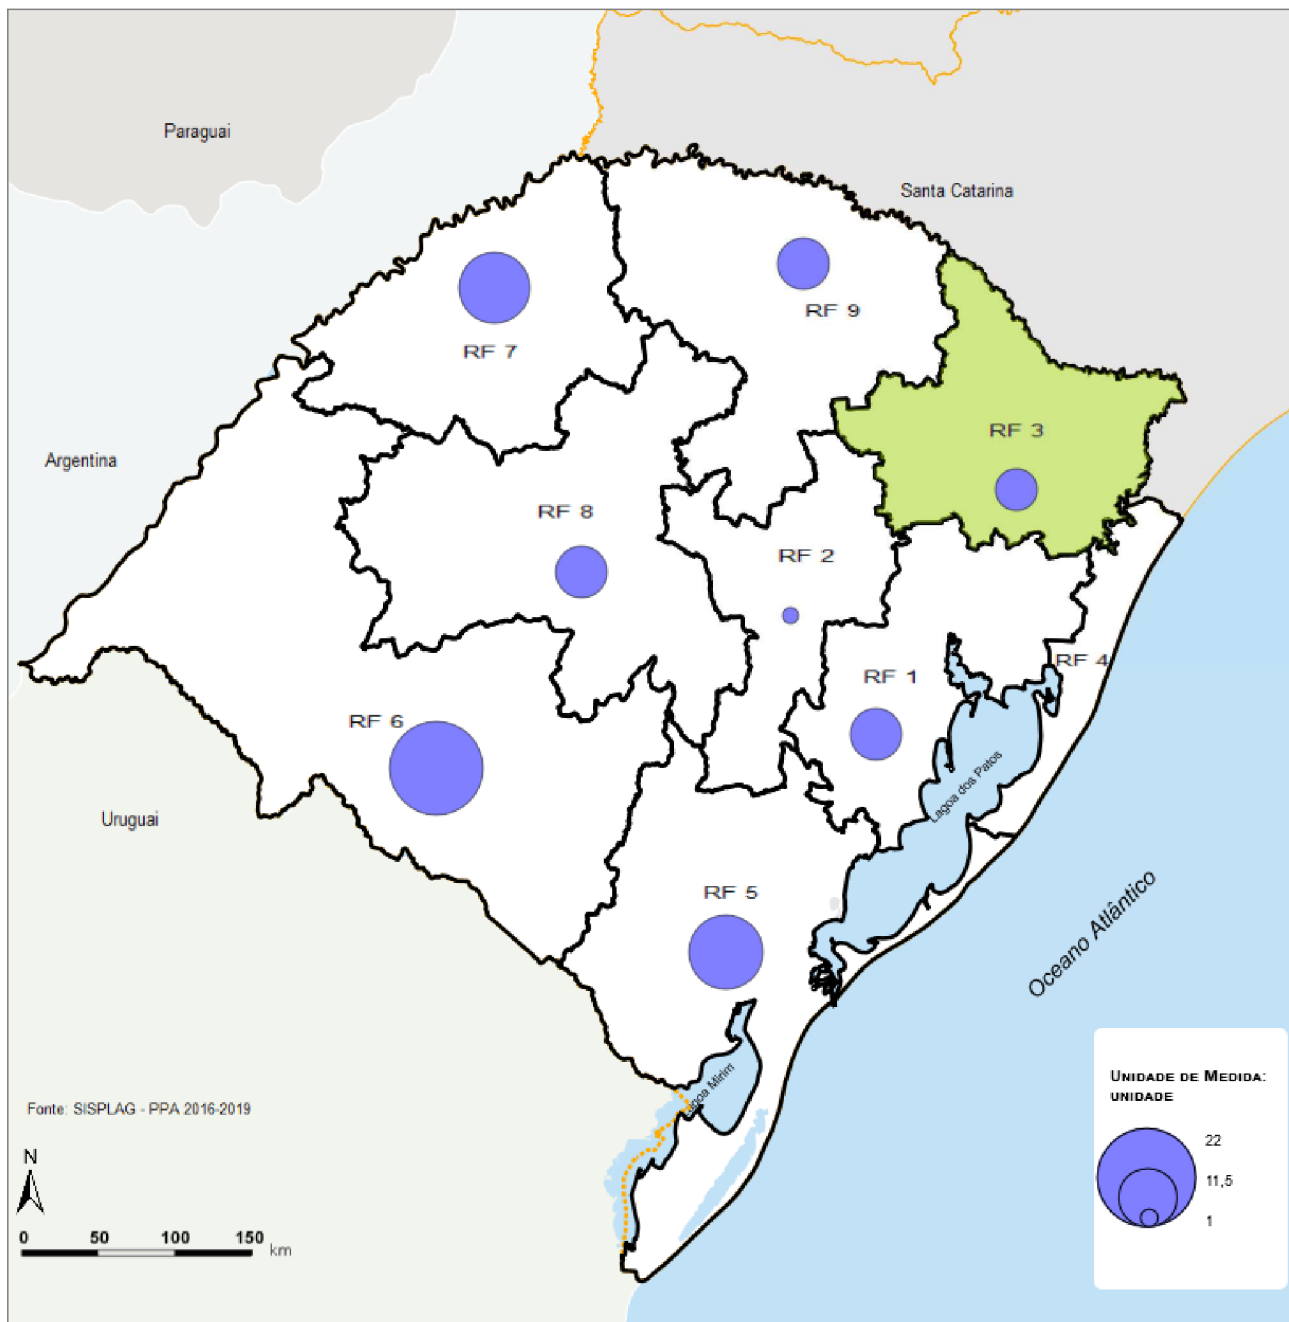 Paraguai
Santa Catarina
RF 9
RF 7
RF 3
Argentina
RF 8
RF 2
RF 4
RF 1
RF 6
Lagoa dos Patos
Uruguai
RF 5
Oceano Atlântico
Lagoa Mirim
Fonte: SISPLAG - PPA 2016-2019
UNIDADE DE MEDIDA:
UNIDADE
22
11,5
1
N
0 50 100 150 km